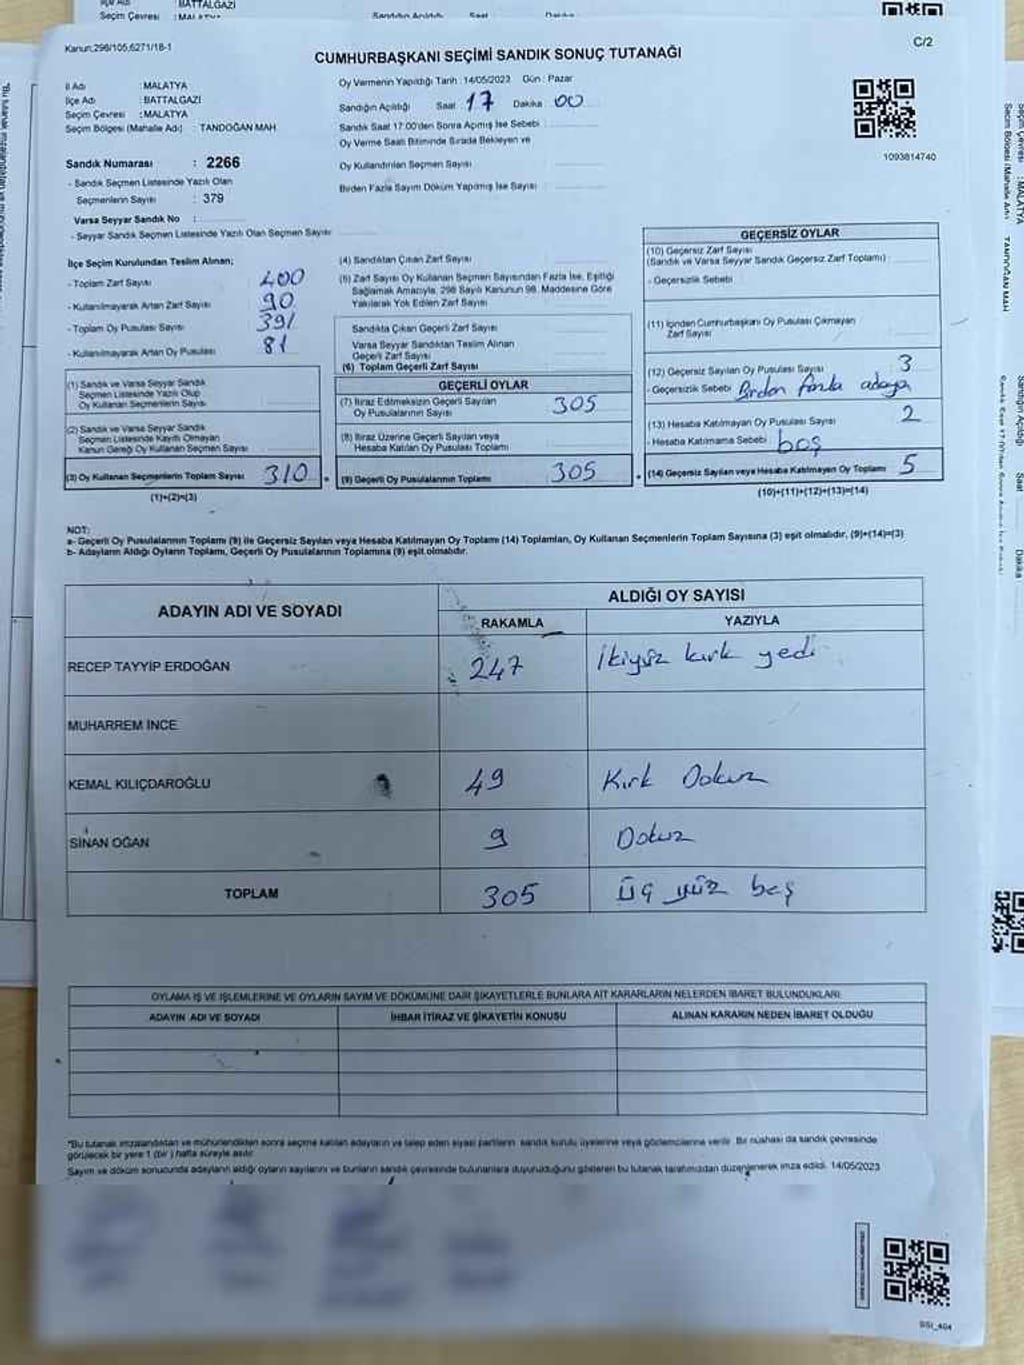 Kanun:298/105,6271/18-1
C/2
CUMHURBAŞKANI SEÇİMİ SANDIK SONUÇ TUTANAĞI
İl Adı : MALATYA
İlçe Adı : BATTALGAZİ
Seçim Çevresi : MALATYA
Seçim Bölgesi (Mahalle Adı) : TANDOĞAN MAH
Sandık Numarası : 2266
- Sandık Seçmen Listesinde Yazılı Olan
Seçmenlerin Sayısı : 379
Varsa Seyyar Sandık No :
- Seyyar Sandık Seçmen Listesinde Yazılı Olan Seçmen Sayısı
Oy Vermenin Yapıldığı Tarih : 14/05/2023 Gün : Pazar
Sandığın Açıldığı Saat 17 Dakika 00
Sandık Saat 17:00'den Sonra Açmış İse Sebebi
Oy Verme Saati Bitiminde Sırada Bekleyen ve
Oy Kullandırılan Seçmen Sayısı
Birden Fazla Sayım Döküm Yapılmış İse Sayısı
1093814740
İlçe Seçim Kurulundan Teslim Alınan;
- Toplam Zarf Sayısı 400
- Kullanılmayarak Artan Zarf Sayısı 90
- Toplam Oy Pusulası Sayısı 391
- Kullanılmayarak Artan Oy Pusulası 81
(1) Sandık ve Varsa Seyyar Sandık
Seçmen Listesinde Yazılı Olup
Oy Kullanan Seçmenlerin Sayısı
(2) Sandık ve Varsa Seyyar Sandık
Seçmen Listesinde Kayıtlı Olmayan
Kanun Gereği Oy Kullanan Seçmen Sayısı
(3) Oy Kullanan Seçmenlerin Toplam Sayısı 310
(1)+(2)=(3)
(4) Sandıktan Çıkan Zarf Sayısı
(5) Zarf Sayısı Oy Kullanan Seçmen Sayısından Fazla İse, Eşitliği
Sağlamak Amacıyla, 298 Sayılı Kanunun 98. Maddesine Göre
Yakılarak Yok Edilen Zarf Sayısı
Sandıkta Çıkan Geçerli Zarf Sayısı
Varsa Seyyar Sandıktan Teslim Alınan
Geçerli Zarf Sayısı
(6) Toplam Geçerli Zarf Sayısı
GEÇERLİ OYLAR
(7) İtiraz Edilmeksizin Geçerli Sayılan
Oy Pusulalarının Sayısı 305
(8) İtiraz Üzerine Geçerli Sayılan veya
Hesaba Katılan Oy Pusulası Toplamı
(9) Geçerli Oy Pusulalarının Toplamı 305
GEÇERSİZ OYLAR
(10) Geçersiz Zarf Sayısı
(Sandık ve Varsa Seyyar Sandık Geçersiz Zarf Toplamı)
- Geçersizlik Sebebi
(11) İçinden Cumhurbaşkanı Oy Pusulası Çıkmayan
Zarf Sayısı
(12) Geçersiz Sayılan Oy Pusulası Sayısı 3
- Geçersizlik Sebebi Birden fazla adaya
(13) Hesaba Katılmayan Oy Pusulası Sayısı 2
- Hesaba Katılmama Sebebi boş
(14) Geçersiz Sayılan veya Hesaba Katılmayan Oy Toplamı 5
(10)+(11)+(12)+(13)=(14)
NOT:
a- Geçerli Oy Pusulalarının Toplamı (9) ile Geçersiz Sayılan veya Hesaba Katılmayan Oy Toplamı (14) Toplamları, Oy Kullanan Seçmenlerin Toplam Sayısına (3) eşit olmalıdır, (9)+(14)=(3)
b- Adayların Aldığı Oyların Toplamı, Geçerli Oy Pusulalarının Toplamına (9) eşit olmalıdır.
ADAYIN ADI VE SOYADI
ALDIĞI OY SAYISI
RAKAMLA YAZIYLA
RECEP TAYYİP ERDOĞAN 247 İkiyüz kırk yedi
MUHARREM İNCE
KEMAL KILIÇDAROĞLU 49 Kırk Dokuz
SİNAN OĞAN 9 Dokuz
TOPLAM 305 üç yüz beş
OYLAMA İŞ VE İŞLEMLERİNE VE OYLARIN SAYIM VE DÖKÜMÜNE DAİR ŞİKAYETLERLE BUNLARA AİT KARARLARIN NELERDEN İBARET BULUNDUKLARI
ADAYIN ADI VE SOYADI İHBAR İTİRAZ VE ŞİKAYETİN KONUSU ALINAN KARARIN NEDEN İBARET OLDUĞU
*Bu tutanak imzalandıktan ve mühürlendikten sonra seçime katılan adayların ve talep eden siyasi partilerin sandık kurulu üyelerine veya gözlemcilerine verilir. Bir nüshası da sandık çevresinde
görülecek bir yere 1 (bir ) hafta süreyle asılır.
Sayım ve döküm sonucunda adayların aldığı oyların sayılarını ve bunların sandık çevresinde bulunanlara duyurulduğunu gösteren bu tutanak tarafımızdan düzenlenerek imza edildi. 14/05/2023